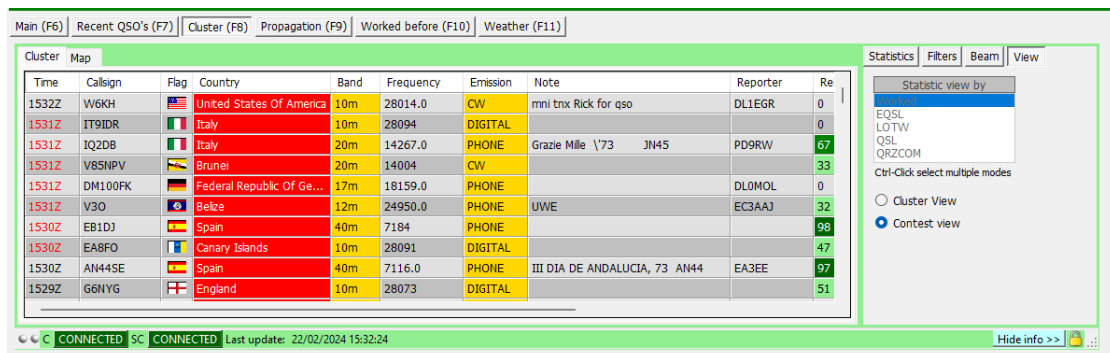 Main (F6) Recent QSO's (F7) Cluster (F8) Propagation (F9) Worked before (F10) Weather (F11)
Cluster Map
Time Callsign Flag Country Band Frequency Emission Note Reporter Re
1532Z W6KH United States Of America 10m 28014.0 CW mni tnx Rick for qso DL1EGR 0
1531Z IT9IDR Italy 10m 28094 DIGITAL 0
1531Z IQ2DB Italy 20m 14267.0 PHONE Grazie Mille \'73 JN45 PD9RW 67
1531Z V85NPV Brunei 20m 14004 CW 33
1531Z DM100FK Federal Republic Of Ge... 17m 18159.0 PHONE DL0MOL 0
1531Z V3O Belize 12m 24950.0 PHONE UWE EC3AAJ 32
1530Z EB1DJ Spain 40m 7184 PHONE 98
1530Z EA8FO Canary Islands 10m 28091 DIGITAL 47
1530Z AN44SE Spain 40m 7116.0 PHONE III DIA DE ANDALUCIA, 73 AN44 EA3EE 97
1529Z G6NYG England 10m 28073 DIGITAL 51
Statistics Filters Beam View
Statistic view by
Worked
EQSL
LOTW
QSL
QRZCOM
Ctrl-Click select multiple modes
Cluster View
Contest view
C CONNECTED SC CONNECTED Last update: 22/02/2024 15:32:24 Hide info >>